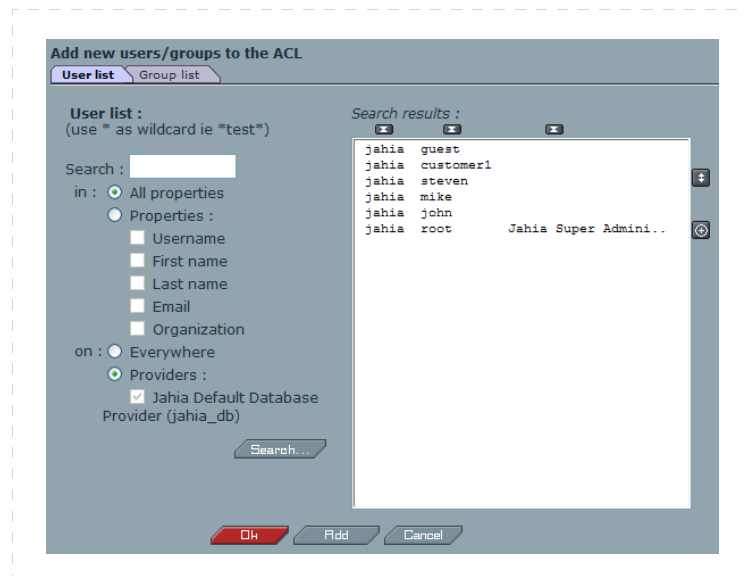 Add new users/groups to the ACL
User list Group list
User list :
(use * as wildcard ie *test*)
Search :
in : All properties
Properties :
Username
First name
Last name
Email
Organization
on : Everywhere
Providers :
Jahia Default Database
Provider (jahia_db)
Search...
Search results :
jahia guest
jahia customer1
jahia steven
jahia mike
jahia john
jahia root Jahia Super Admini..
Ok Add Cancel